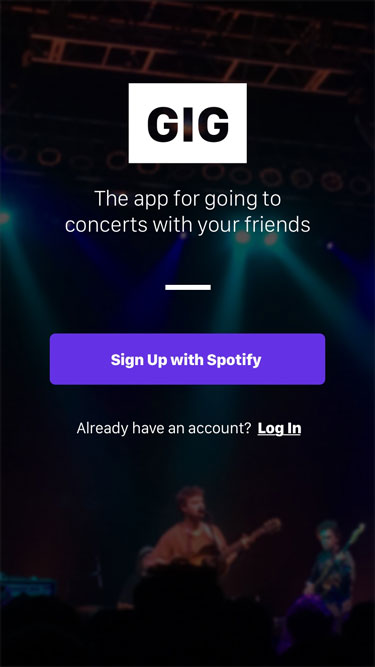 GIG
The app for going to
concerts with your friends
Sign Up with Spotify
Already have an account? Log In